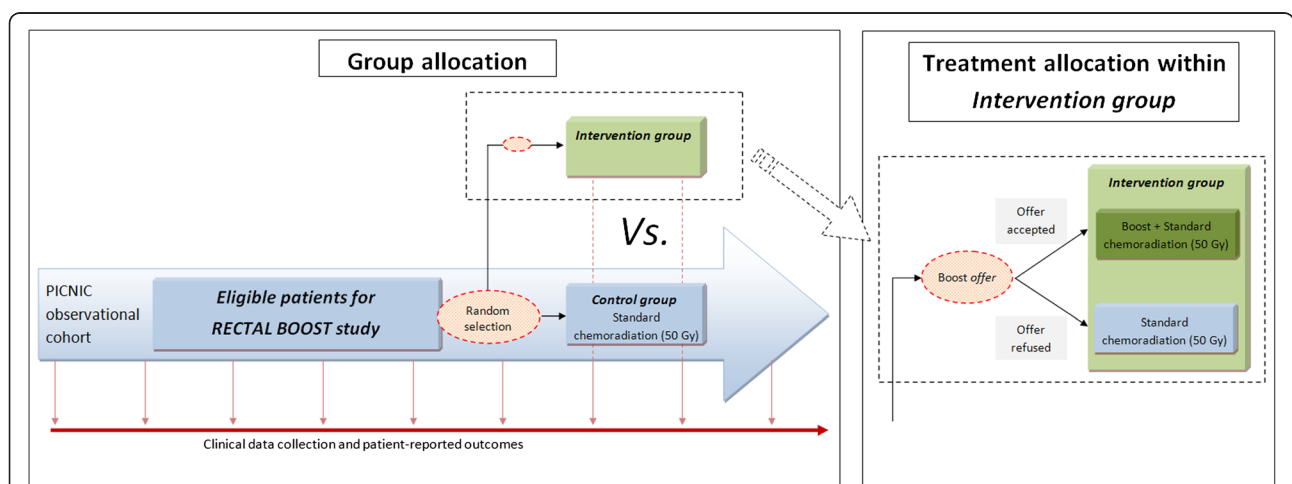 Group allocation
Intervention group
Vs.
PICNIC
observational
cohort
Eligible patients for
RECTAL BOOST study
Random
selection
Control group
Standard
chemoradiation (50 Gy)
Clinical data collection and patient-reported outcomes
Treatment allocation within
Intervention group
Intervention group
Offer
accepted
Boost + Standard
chemoradiation (50 Gy)
Boost offer
Offer
refused
Standard
chemoradiation (50 Gy)